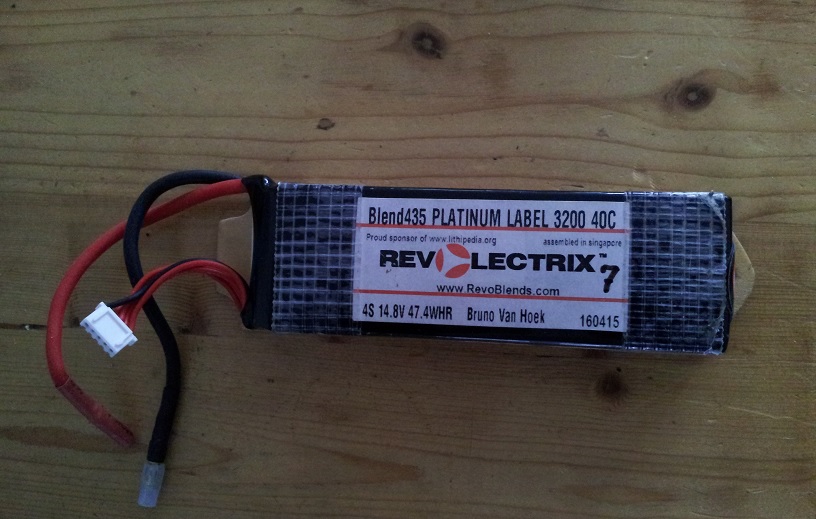 Blend435 PLATINUM LABEL 3200 40C
Proud sponsor of www.lithipedia.org assembled in singapore
REVOLECTRIX™ 7
www.RevoBlends.com
4S 14.8V 47.4WHR Bruno Van Hoek 160415